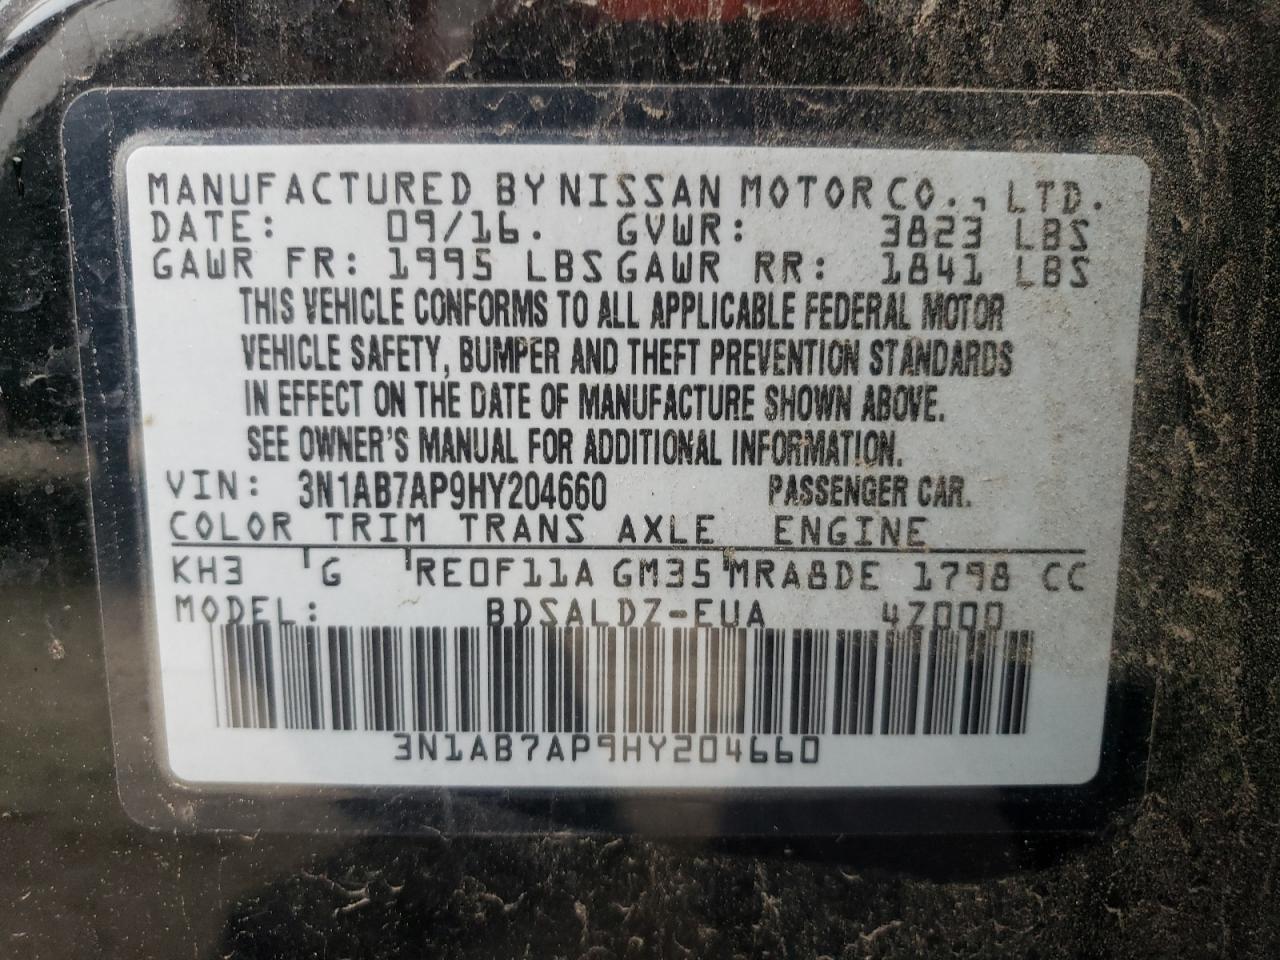 MANUFACTURED BY NISSAN MOTOR CO., LTD.
DATE: 09/16. GVWR: 3823 LBS
GAWR FR: 1995 LBS GAWR RR: 1841 LBS
THIS VEHICLE CONFORMS TO ALL APPLICABLE FEDERAL MOTOR
VEHICLE SAFETY, BUMPER AND THEFT PREVENTION STANDARDS
IN EFFECT ON THE DATE OF MANUFACTURE SHOWN ABOVE.
SEE OWNER'S MANUAL FOR ADDITIONAL INFORMATION.
VIN: 3N1AB7AP9HY204660 PASSENGER CAR.
COLOR TRIM TRANS AXLE ENGINE
KH3 G RE0F11A GM35 MRA8DE 1798 CC
MODEL: BDSALDZ-EUA 4Z000
3N1AB7AP9HY204660